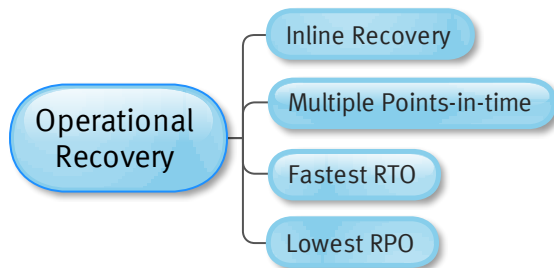 Operational
Recovery
Inline Recovery
Multiple Points-in-time
Fastest RTO
Lowest RPO